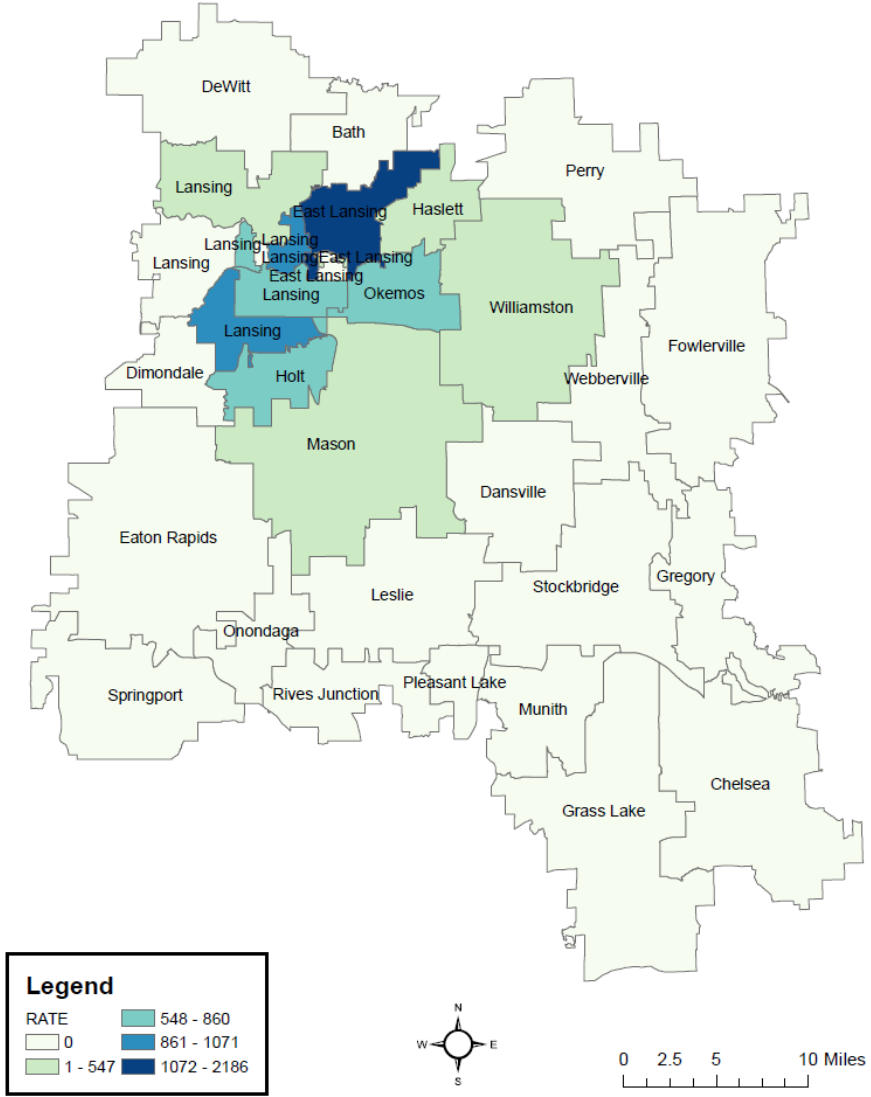 DeWitt
Bath
Perry
Lansing
Haslett
East Lansing
Lansing
Lansing
Lansing
Lansing
East Lansing
East Lansing
Lansing
Okemos
Williamston
Lansing
Fowlerville
Dimondale
Holt
Webberville
Mason
Dansville
Eaton Rapids
Stockbridge
Gregory
Leslie
Onondaga
Springport
Rives Junction
Pleasant Lake
Munith
Chelsea
Grass Lake
Legend
RATE
0
1 - 547
548 - 860
861 - 1071
1072 - 2186
N
W
E
S
0 2.5 5 10 Miles